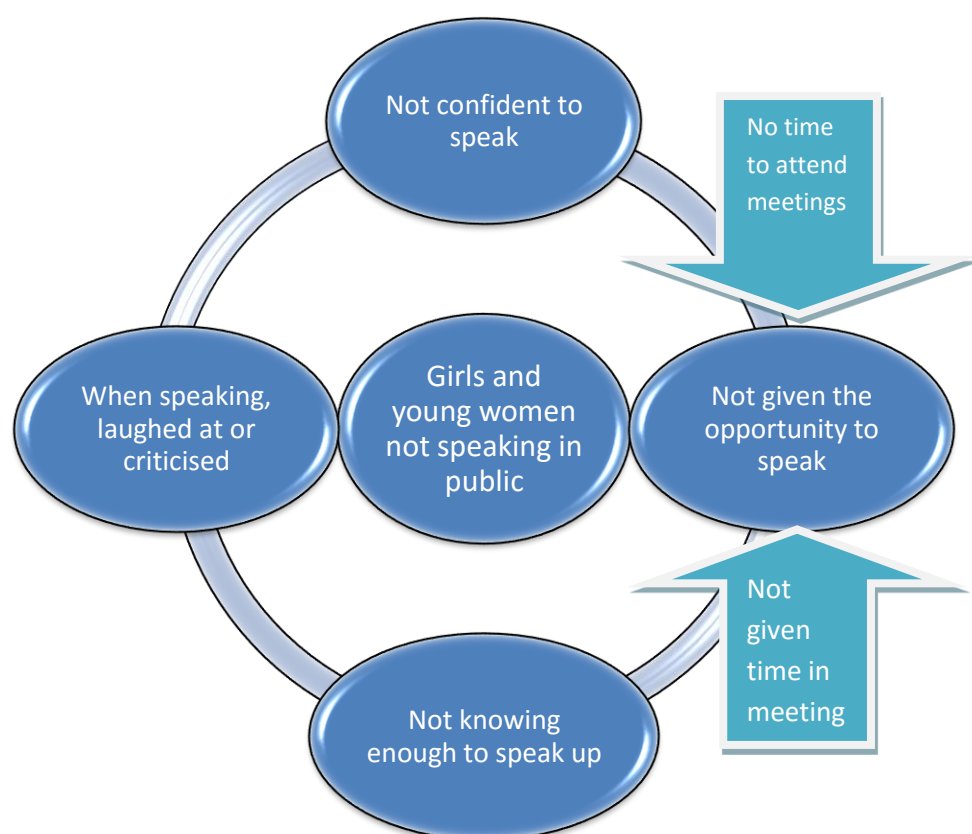 Not confident to
speak
No time
to attend
meetings
When speaking,
laughed at or
criticised
Girls and
young women
not speaking in
public
Not given the
opportunity to
speak
Not
given
time in
meeting
Not knowing
enough to speak up